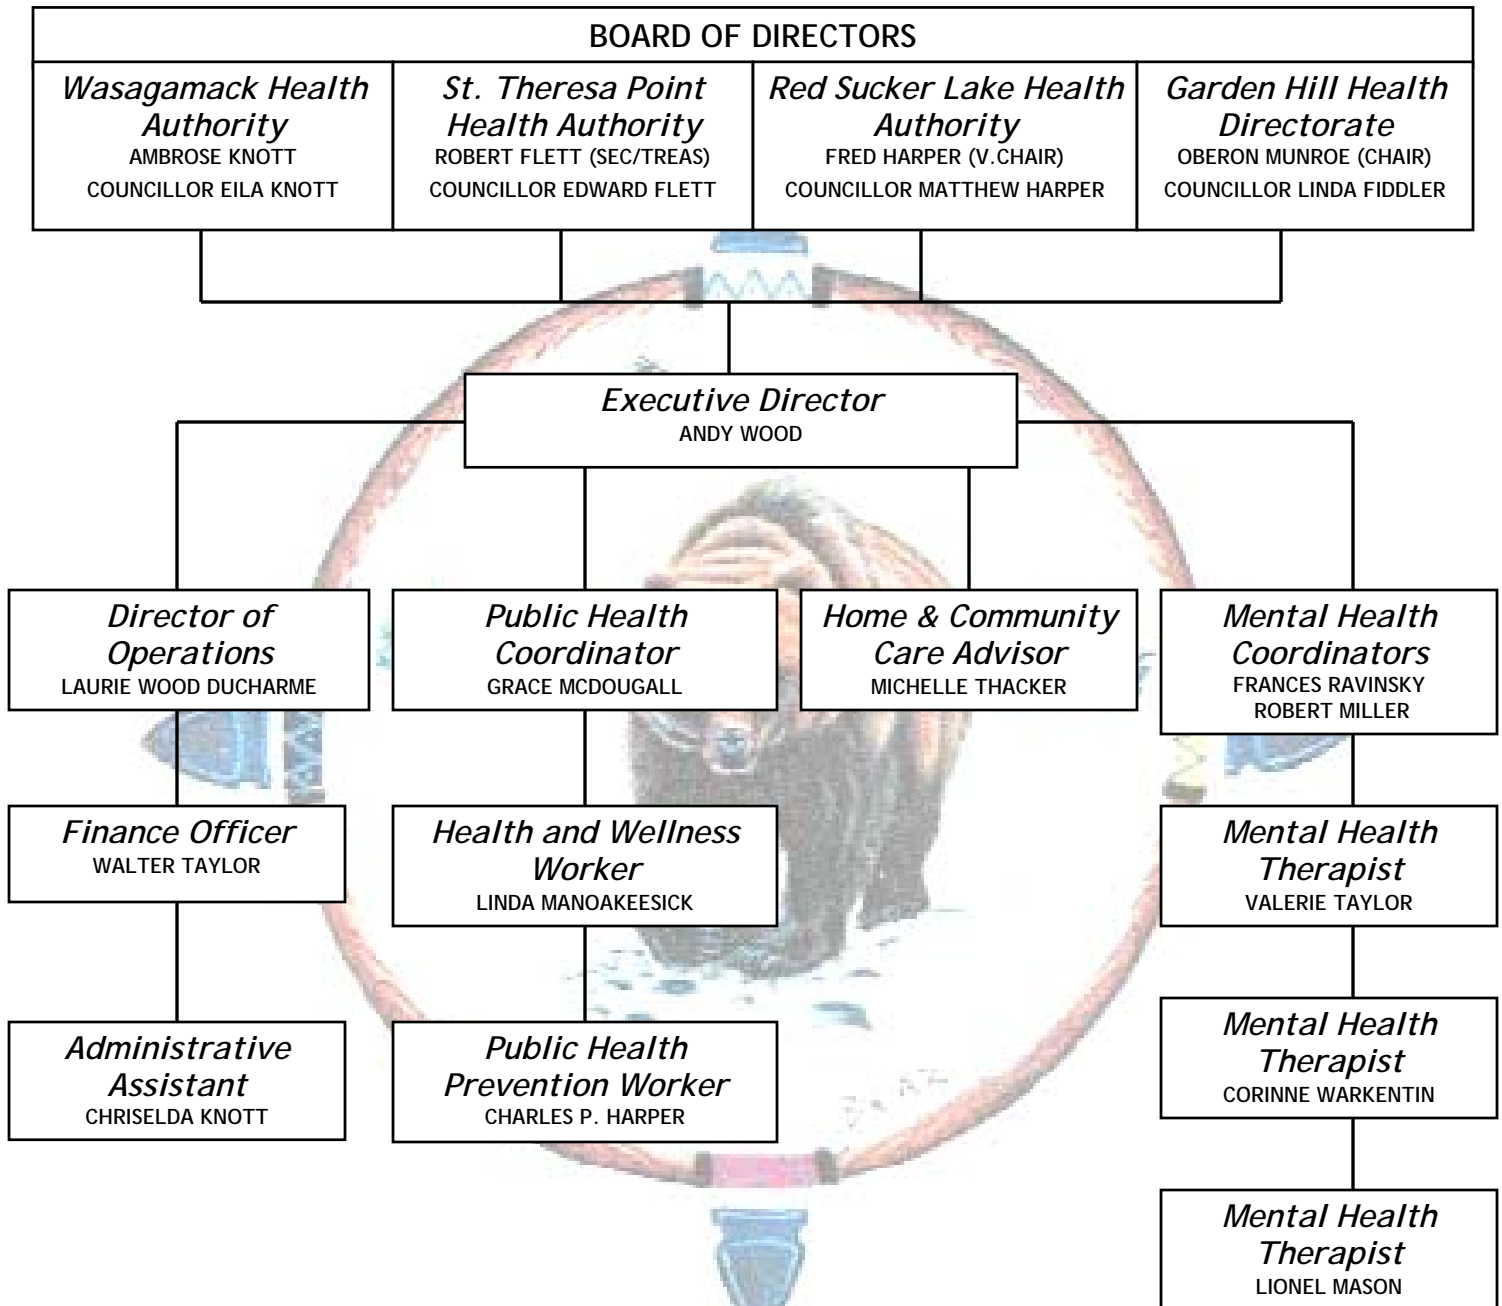 BOARD OF DIRECTORS
Wasagamack Health
Authority
AMBROSE KNOTT
COUNCILLOR EILA KNOTT
St. Theresa Point
Health Authority
ROBERT FLETT (SEC/TREAS)
COUNCILLOR EDWARD FLETT
Red Sucker Lake Health
Authority
FRED HARPER (V.CHAIR)
COUNCILLOR MATTHEW HARPER
Garden Hill Health
Directorate
OBERON MUNROE (CHAIR)
COUNCILLOR LINDA FIDDLER
Executive Director
ANDY WOOD
Director of
Operations
LAURIE WOOD DUCHARME
Public Health
Coordinator
GRACE MCDOUGALL
Home & Community
Care Advisor
MICHELLE THACKER
Mental Health
Coordinators
FRANCES RAVINSKY
ROBERT MILLER
Finance Officer
WALTER TAYLOR
Health and Wellness
Worker
LINDA MANOAKEESICK
Mental Health
Therapist
VALERIE TAYLOR
Administrative
Assistant
CHRISELDA KNOTT
Public Health
Prevention Worker
CHARLES P. HARPER
Mental Health
Therapist
CORINNE WARKENTIN
Mental Health
Therapist
LIONEL MASON